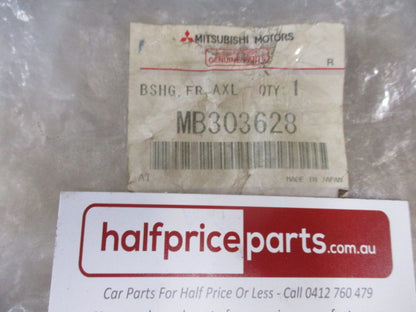 MITSUBISHI MOTORS
GENUINE PARTS
R
BSHG, FR AXL QTY: 1
MB303628
AT MADE IN JAPAN
halfpriceparts.com.au
Car Parts For Half Price Or Less - Call 0412 760 479